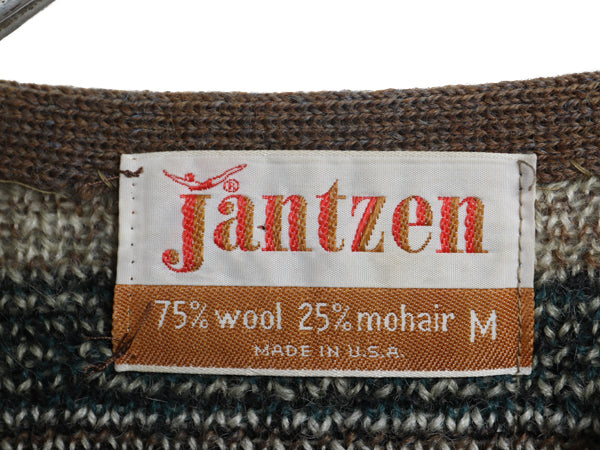 Jantzen®
75% wool 25% mohair M
MADE IN U.S.A.